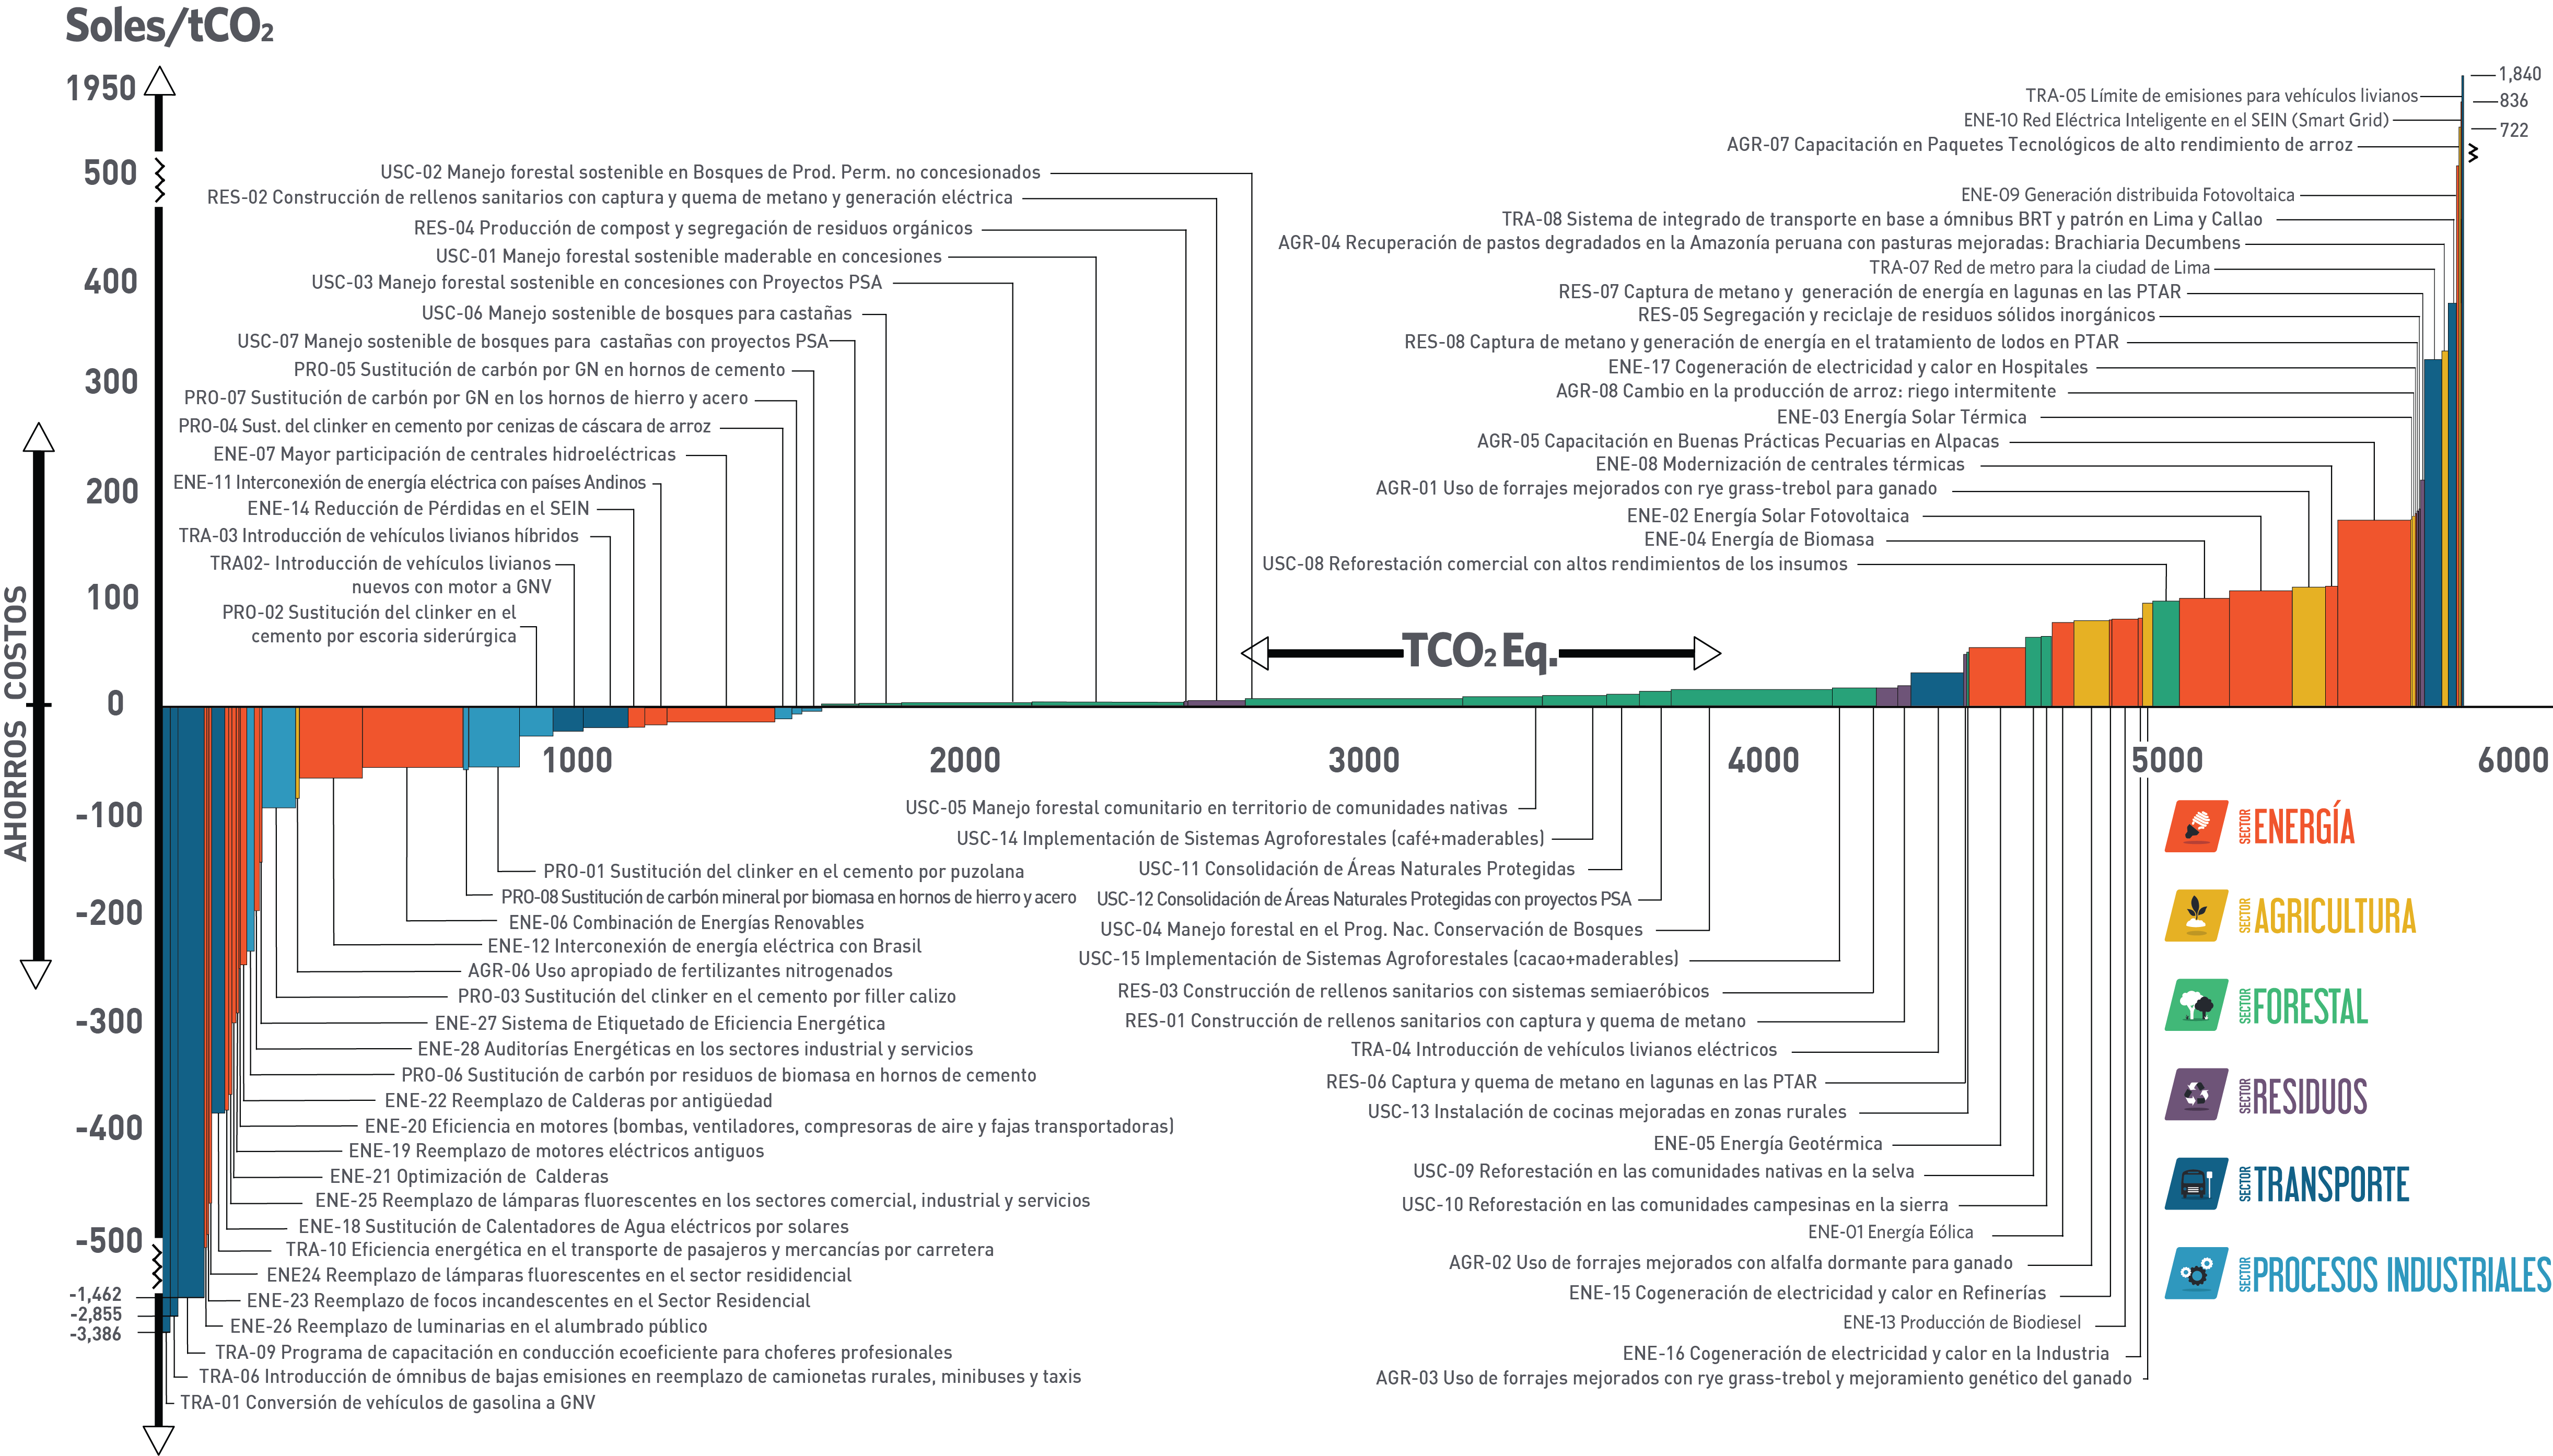 Soles/tCO2
1950
500
400
300
200
100
0
-100
-200
-300
-400
-500
-1,462
-2,855
-3,386
AHORROS COSTOS
USC-02 Manejo forestal sostenible en Bosques de Prod. Perm. no concesionados
RES-02 Construcción de rellenos sanitarios con captura y quema de metano y generación eléctrica
RES-04 Producción de compost y segregación de residuos orgánicos
USC-01 Manejo forestal sostenible maderable en concesiones
USC-03 Manejo forestal sostenible en concesiones con Proyectos PSA
USC-06 Manejo sostenible de bosques para castañas
USC-07 Manejo sostenible de bosques para castañas con proyectos PSA
PRO-05 Sustitución de carbón por GN en hornos de cemento
PRO-07 Sustitución de carbón por GN en los hornos de hierro y acero
PRO-04 Sust. del clinker en cemento por cenizas de cáscara de arroz
ENE-07 Mayor participación de centrales hidroeléctricas
ENE-11 Interconexión de energía eléctrica con países Andinos
ENE-14 Reducción de Pérdidas en el SEIN
TRA-03 Introducción de vehículos livianos híbridos
TRA02- Introducción de vehículos livianos
nuevos con motor a GNV
PRO-02 Sustitución del clinker en el
cemento por escoria siderúrgica
1,840
836
722
TRA-05 Límite de emisiones para vehículos livianos
ENE-10 Red Eléctrica Inteligente en el SEIN (Smart Grid)
AGR-07 Capacitación en Paquetes Tecnológicos de alto rendimiento de arroz
ENE-09 Generación distribuida Fotovoltaica
TRA-08 Sistema de integrado de transporte en base a ómnibus BRT y patrón en Lima y Callao
AGR-04 Recuperación de pastos degradados en la Amazonía peruana con pasturas mejoradas: Brachiaria Decumbens
TRA-07 Red de metro para la ciudad de Lima
RES-07 Captura de metano y generación de energía en lagunas en las PTAR
RES-05 Segregación y reciclaje de residuos sólidos inorgánicos
RES-08 Captura de metano y generación de energía en el tratamiento de lodos en PTAR
ENE-17 Cogeneración de electricidad y calor en Hospitales
AGR-08 Cambio en la producción de arroz: riego intermitente
ENE-03 Energía Solar Térmica
AGR-05 Capacitación en Buenas Prácticas Pecuarias en Alpacas
ENE-08 Modernización de centrales térmicas
AGR-01 Uso de forrajes mejorados con rye grass-trebol para ganado
ENE-02 Energía Solar Fotovoltaica
ENE-04 Energía de Biomasa
USC-08 Reforestación comercial con altos rendimientos de los insumos
TCO2 Eq.
1000
2000
3000
4000
5000
6000
PRO-01 Sustitución del clinker en el cemento por puzolana
PRO-08 Sustitución de carbón mineral por biomasa en hornos de hierro y acero
ENE-06 Combinación de Energías Renovables
ENE-12 Interconexión de energía eléctrica con Brasil
AGR-06 Uso apropiado de fertilizantes nitrogenados
PRO-03 Sustitución del clinker en el cemento por filler calizo
ENE-27 Sistema de Etiquetado de Eficiencia Energética
ENE-28 Auditorías Energéticas en los sectores industrial y servicios
PRO-06 Sustitución de carbón por residuos de biomasa en hornos de cemento
ENE-22 Reemplazo de Calderas por antigüedad
ENE-20 Eficiencia en motores (bombas, ventiladores, compresoras de aire y fajas transportadoras)
ENE-19 Reemplazo de motores eléctricos antiguos
ENE-21 Optimización de Calderas
ENE-25 Reemplazo de lámparas fluorescentes en los sectores comercial, industrial y servicios
ENE-18 Sustitución de Calentadores de Agua eléctricos por solares
TRA-10 Eficiencia energética en el transporte de pasajeros y mercancías por carretera
ENE24 Reemplazo de lámparas fluorescentes en el sector resididencial
ENE-23 Reemplazo de focos incandescentes en el Sector Residencial
ENE-26 Reemplazo de luminarias en el alumbrado público
TRA-09 Programa de capacitación en conducción ecoeficiente para choferes profesionales
TRA-06 Introducción de ómnibus de bajas emisiones en reemplazo de camionetas rurales, minibuses y taxis
TRA-01 Conversión de vehículos de gasolina a GNV
USC-05 Manejo forestal comunitario en territorio de comunidades nativas
USC-14 Implementación de Sistemas Agroforestales (café+maderables)
USC-11 Consolidación de Áreas Naturales Protegidas
USC-12 Consolidación de Áreas Naturales Protegidas con proyectos PSA
USC-04 Manejo forestal en el Prog. Nac. Conservación de Bosques
USC-15 Implementación de Sistemas Agroforestales (cacao+maderables)
RES-03 Construcción de rellenos sanitarios con sistemas semiaeróbicos
RES-01 Construcción de rellenos sanitarios con captura y quema de metano
TRA-04 Introducción de vehículos livianos eléctricos
RES-06 Captura y quema de metano en lagunas en las PTAR
USC-13 Instalación de cocinas mejoradas en zonas rurales
ENE-05 Energía Geotérmica
USC-09 Reforestación en las comunidades nativas en la selva
USC-10 Reforestación en las comunidades campesinas en la sierra
ENE-01 Energía Eólica
AGR-02 Uso de forrajes mejorados con alfalfa dormante para ganado
ENE-15 Cogeneración de electricidad y calor en Refinerías
ENE-13 Producción de Biodiesel
ENE-16 Cogeneración de electricidad y calor en la Industria
AGR-03 Uso de forrajes mejorados con rye grass-trebol y mejoramiento genético del ganado
SECTOR ENERGÍA
SECTOR AGRICULTURA
SECTOR FORESTAL
SECTOR RESIDUOS
SECTOR TRANSPORTE
SECTOR PROCESOS INDUSTRIALES